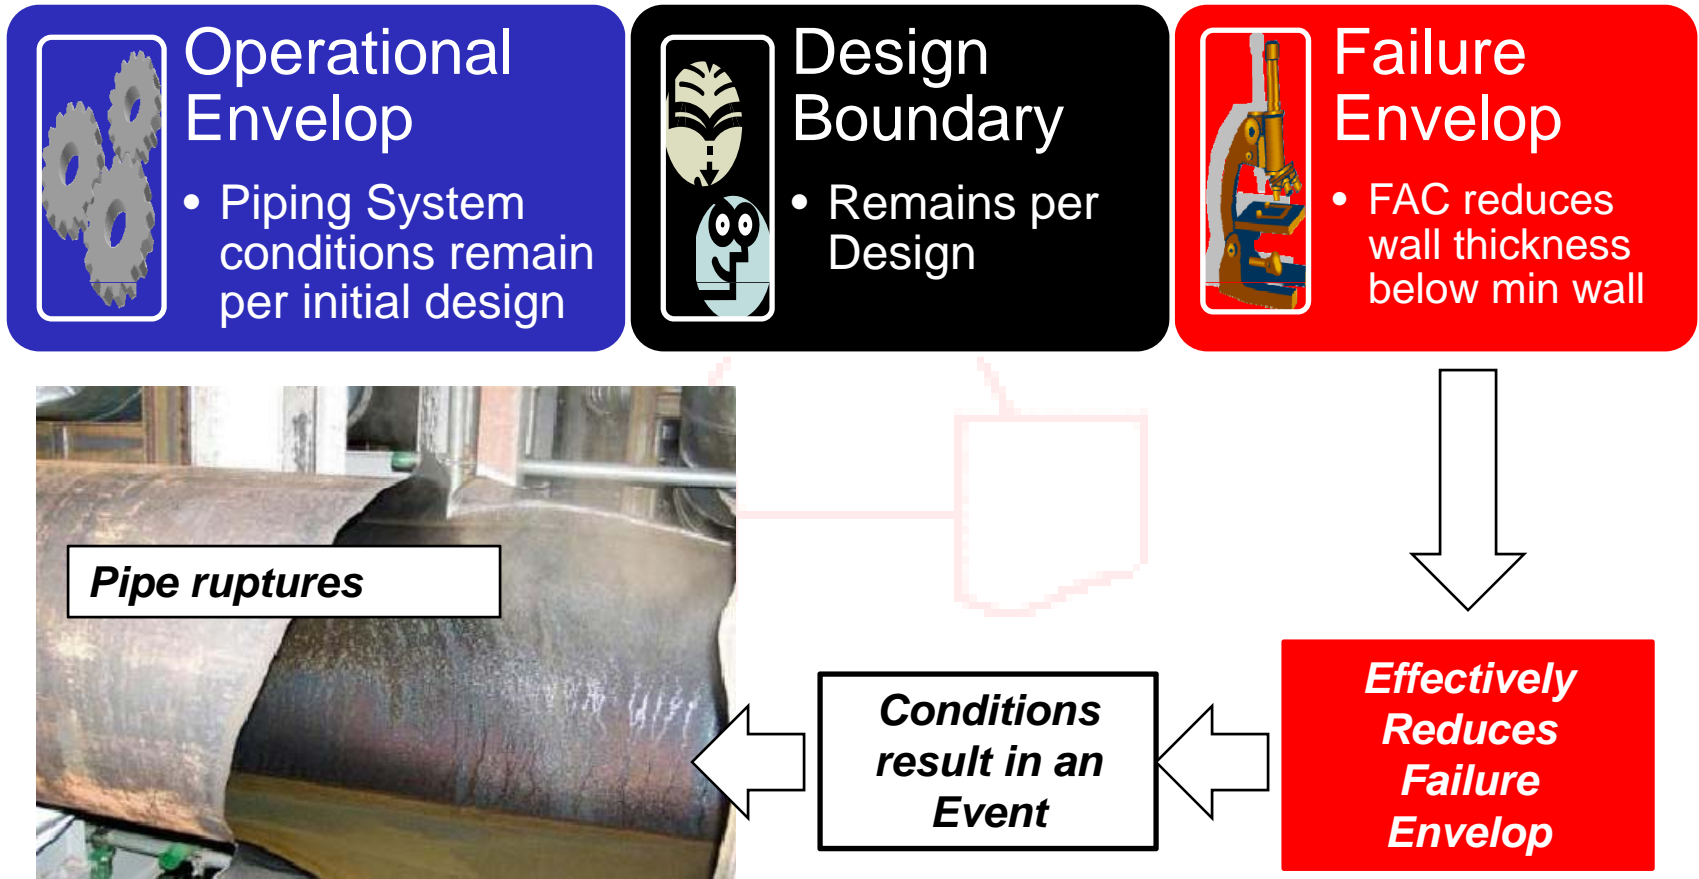 Operational
Envelop
• Piping System
conditions remain
per initial design
Design
Boundary
• Remains per
Design
Failure
Envelop
• FAC reduces
wall thickness
below min wall
Pipe ruptures
Conditions
result in an
Event
Effectively
Reduces
Failure
Envelop